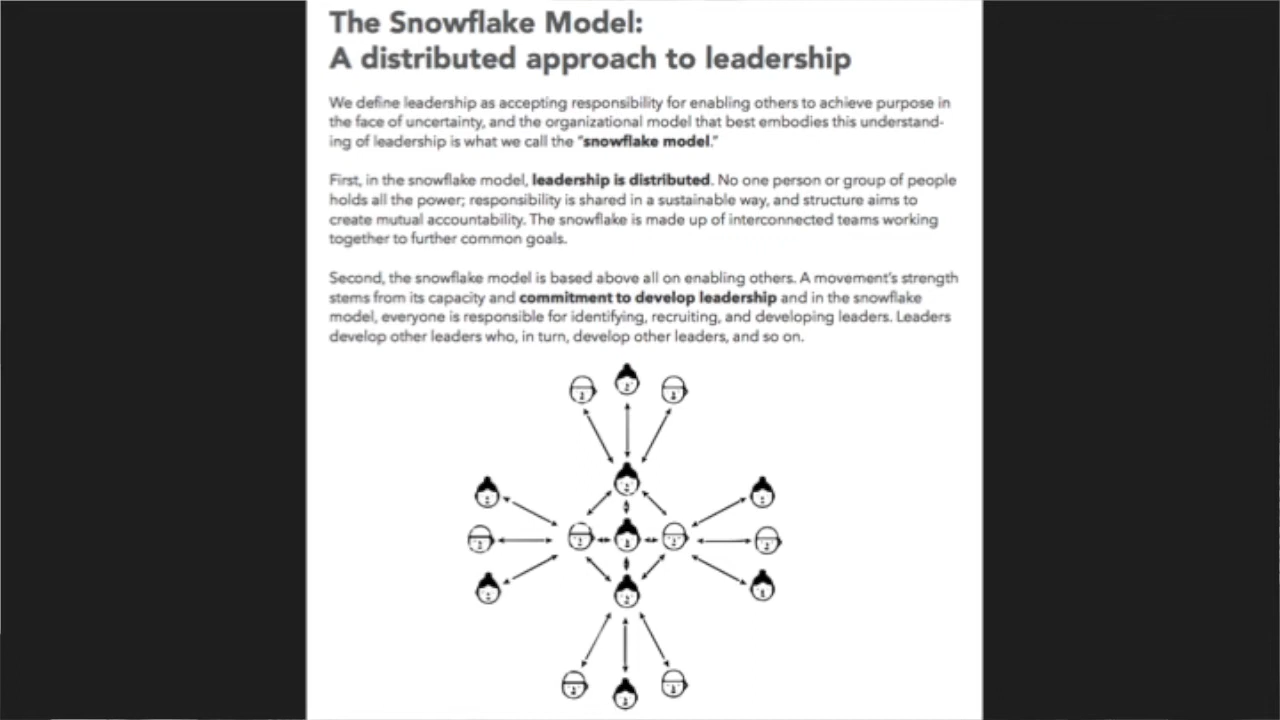 The Snowflake Model:
A distributed approach to leadership
We define leadership as accepting responsibility for enabling others to achieve purpose in
the face of uncertainty, and the organizational model that best embodies this understand-
ing of leadership is what we call the "snowflake model."
First, in the snowflake model, leadership is distributed. No one person or group of people
holds all the power; responsibility is shared in a sustainable way, and structure aims to
create mutual accountability. The snowflake is made up of interconnected teams working
together to further common goals.
Second, the snowflake model is based above all on enabling others. A movement's strength
stems from its capacity and commitment to develop leadership and in the snowflake
model, everyone is responsible for identifying, recruiting, and developing leaders. Leaders
develop other leaders who, in turn, develop other leaders, and so on.